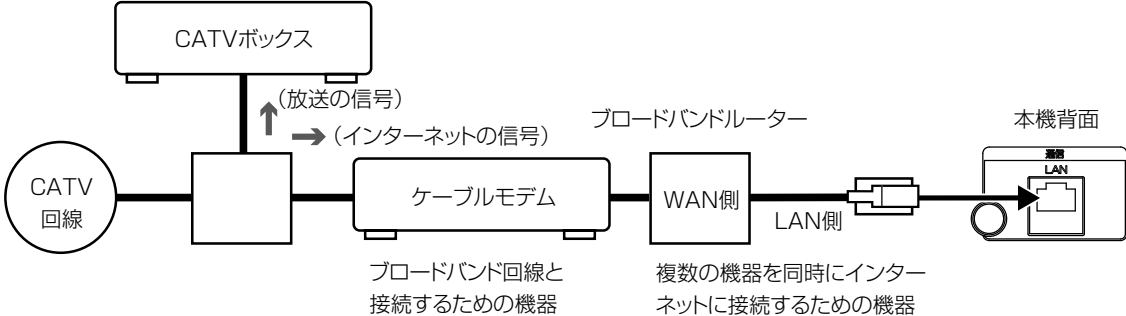 CATVボックス
(放送の信号)
(インターネットの信号)
ブロードバンドルーター
本機背面
通信
LAN
CATV
回線
ケーブルモデム
WAN側
LAN側
ブロードバンド回線と
接続するための機器
複数の機器を同時にインター
ネットに接続するための機器